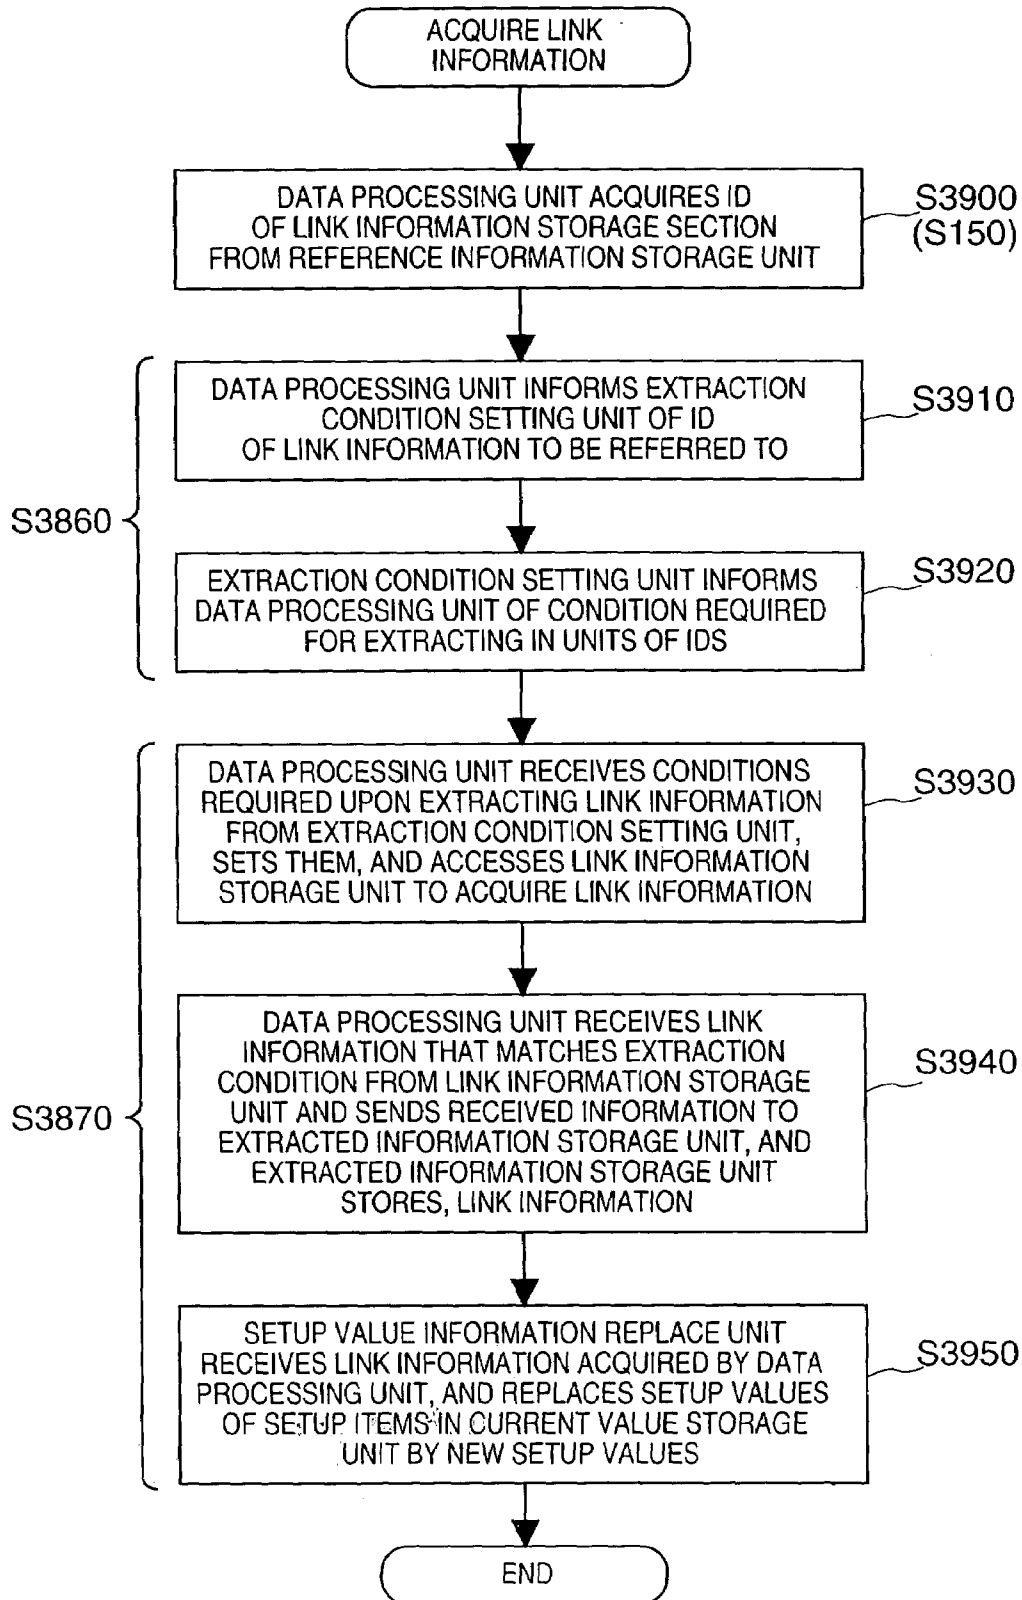 ACQUIRE LINK
INFORMATION
DATA PROCESSING UNIT ACQUIRES ID
OF LINK INFORMATION STORAGE SECTION
FROM REFERENCE INFORMATION STORAGE UNIT
S3900
(S150)
S3860
DATA PROCESSING UNIT INFORMS EXTRACTION
CONDITION SETTING UNIT OF ID
OF LINK INFORMATION TO BE REFERRED TO
S3910
EXTRACTION CONDITION SETTING UNIT INFORMS
DATA PROCESSING UNIT OF CONDITION REQUIRED
FOR EXTRACTING IN UNITS OF IDS
S3920
S3870
DATA PROCESSING UNIT RECEIVES CONDITIONS
REQUIRED UPON EXTRACTING LINK INFORMATION
FROM EXTRACTION CONDITION SETTING UNIT,
SETS THEM, AND ACCESSES LINK INFORMATION
STORAGE UNIT TO ACQUIRE LINK INFORMATION
S3930
DATA PROCESSING UNIT RECEIVES LINK
INFORMATION THAT MATCHES EXTRACTION
CONDITION FROM LINK INFORMATION STORAGE
UNIT AND SENDS RECEIVED INFORMATION TO
EXTRACTED INFORMATION STORAGE UNIT, AND
EXTRACTED INFORMATION STORAGE UNIT
STORES, LINK INFORMATION
S3940
SETUP VALUE INFORMATION REPLACE UNIT
RECEIVES LINK INFORMATION ACQUIRED BY DATA
PROCESSING UNIT, AND REPLACES SETUP VALUES
OF SETUP ITEMS IN CURRENT VALUE STORAGE
UNIT BY NEW SETUP VALUES
S3950
END